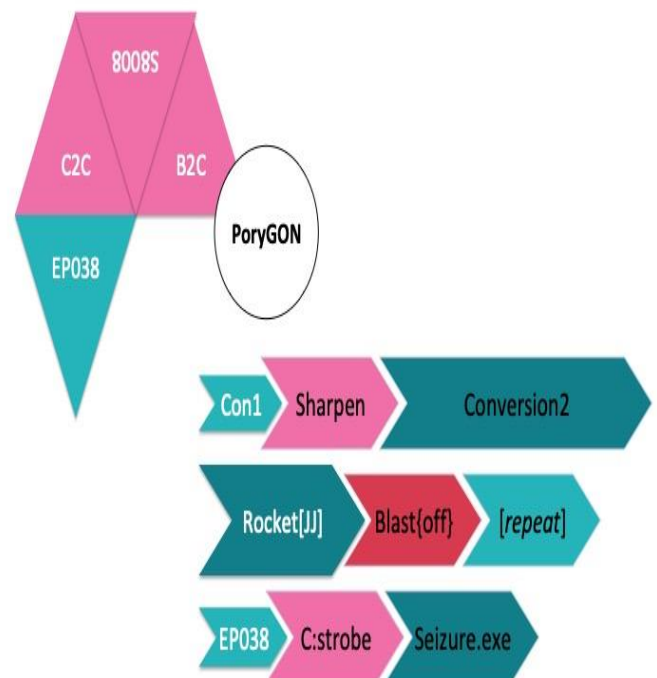 8008S
C2C B2C
PoryGON
EP038
Con1 Sharpen Conversion2
Rocket[JJ] Blast{off} [repeat]
EP038 C:strobe Seizure.exe